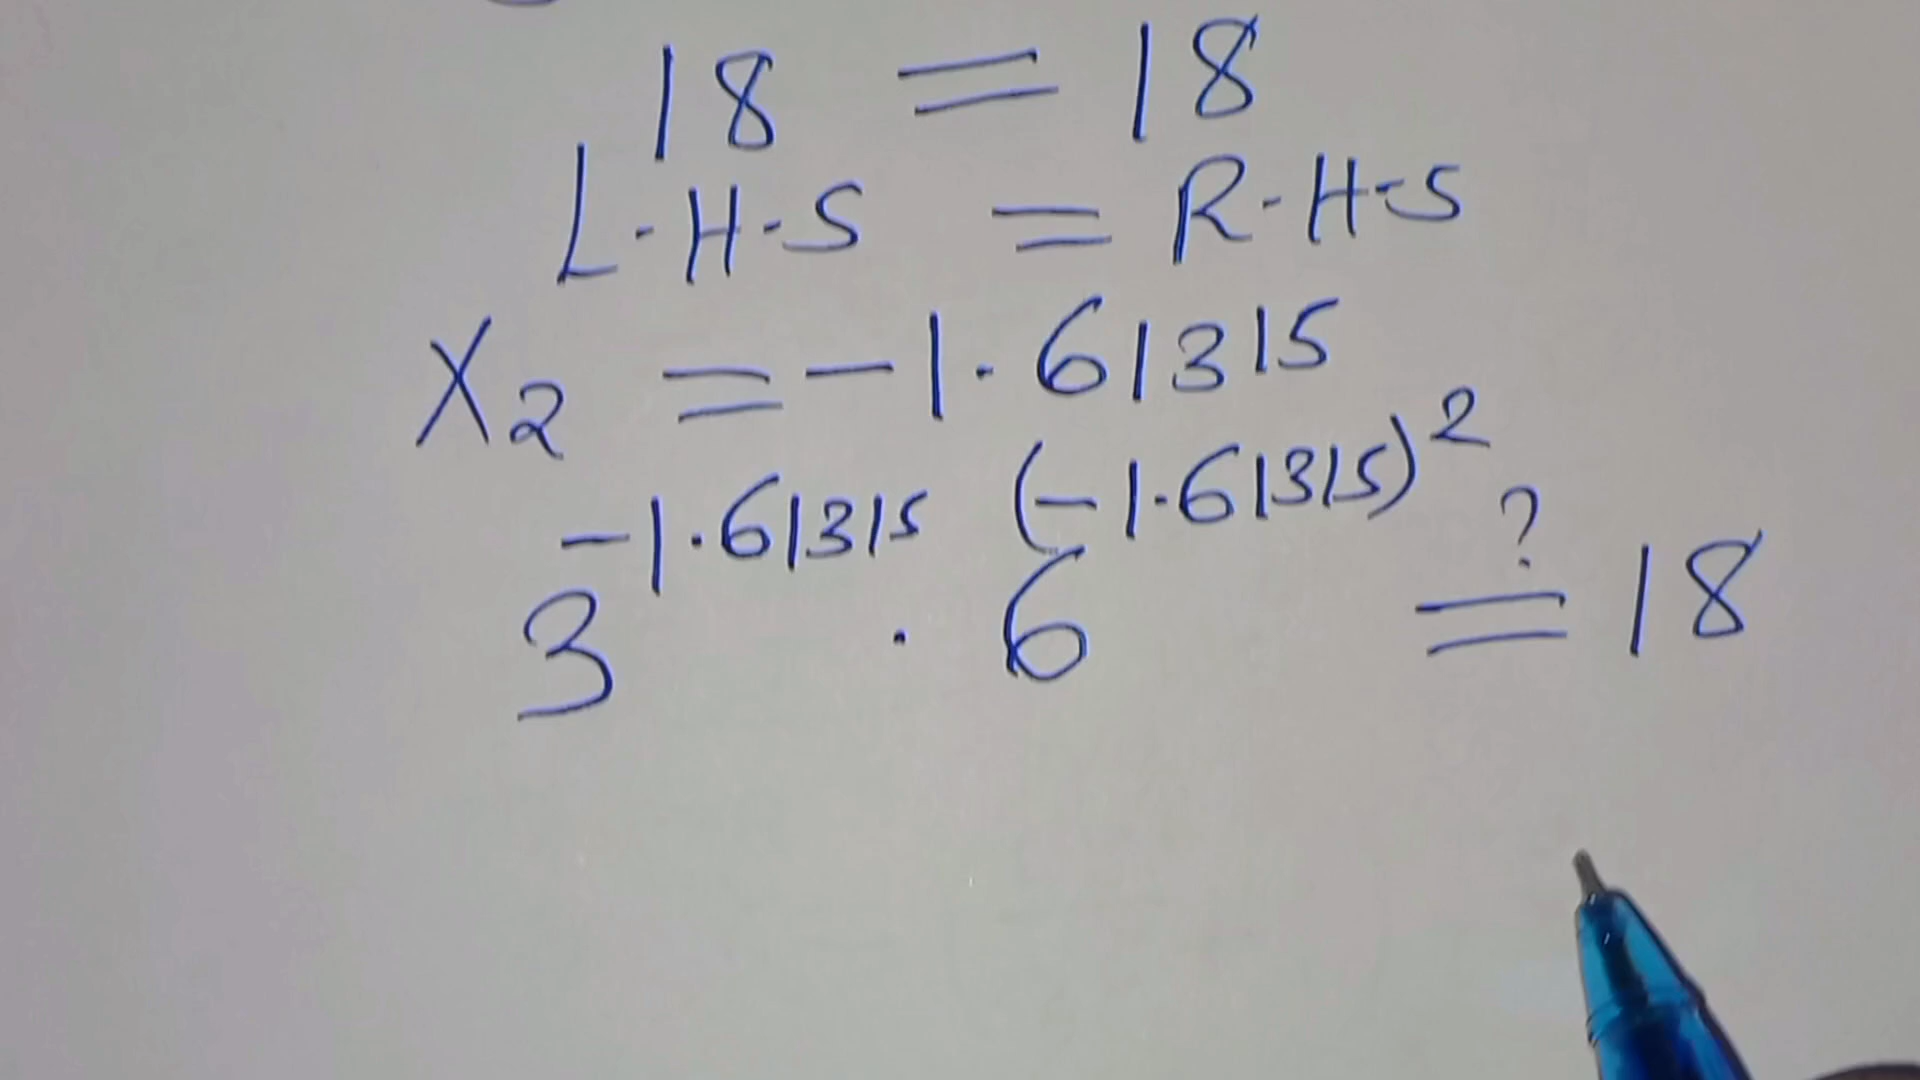 18 = 18
L.H.S = R.H.S
X₂ = -1.61315
3^-1.61315 · 6^(-1.61315)² ?= 18